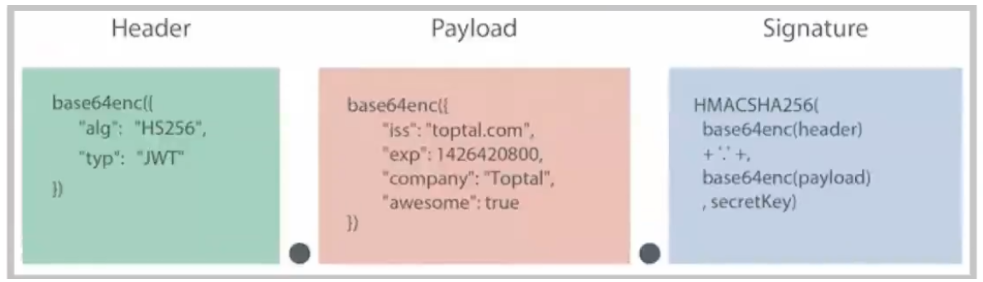 Header
Payload
Signature
base64enc({
"alg": "HS256",
"typ": "JWT"
})
base64enc({
"iss": "toptal.com",
"exp": 1426420800,
"company": "Toptal",
"awesome": true
})
HMACSHA256(
base64enc(header)
+ '.' +,
base64enc(payload)
, secretKey)